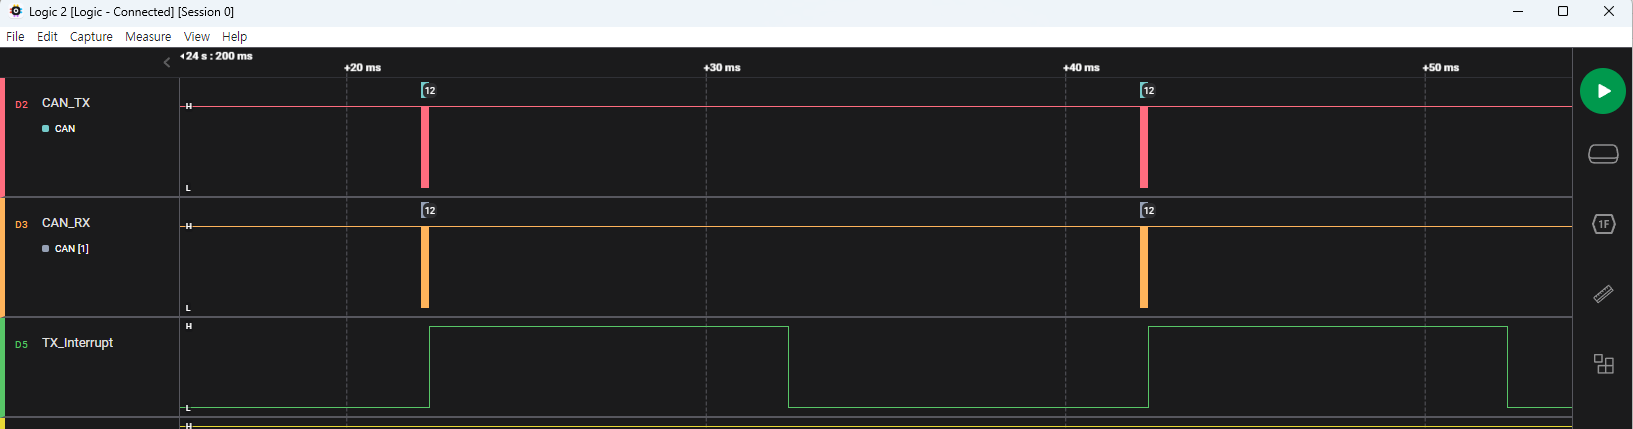 Logic 2 [Logic - Connected] [Session 0]
File Edit Capture Measure View Help
24 s : 200 ms
+20 ms +30 ms +40 ms +50 ms
D2 CAN_TX
CAN
H
L
12 12
D3 CAN_RX
CAN [1]
H
L
12 12
D5 TX_Interrupt
H
L
H
1F